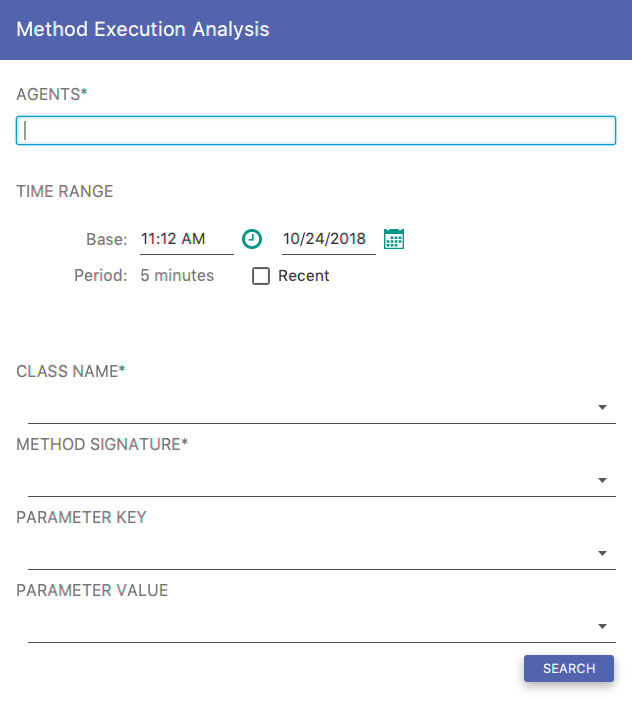 Method Execution Analysis
AGENTS*
TIME RANGE
Base: 11:12 AM 10/24/2018
Period: 5 minutes Recent
CLASS NAME*
METHOD SIGNATURE*
PARAMETER KEY
PARAMETER VALUE
SEARCH